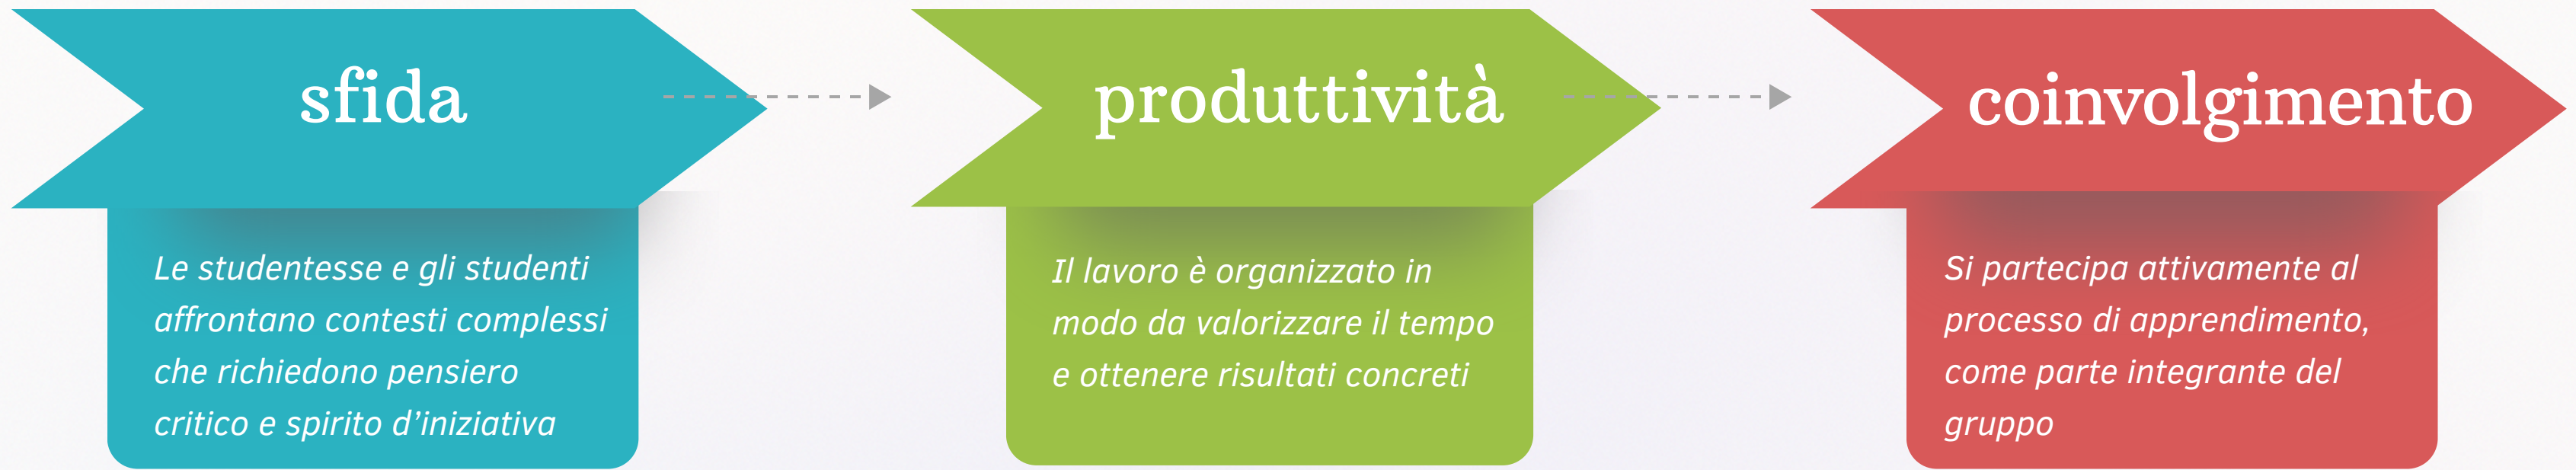 sfida
Le studentesse e gli studenti
affrontano contesti complessi
che richiedono pensiero
critico e spirito d’iniziativa
produttività
Il lavoro è organizzato in
modo da valorizzare il tempo
e ottenere risultati concreti
coinvolgimento
Si partecipa attivamente al
processo di apprendimento,
come parte integrante del
gruppo